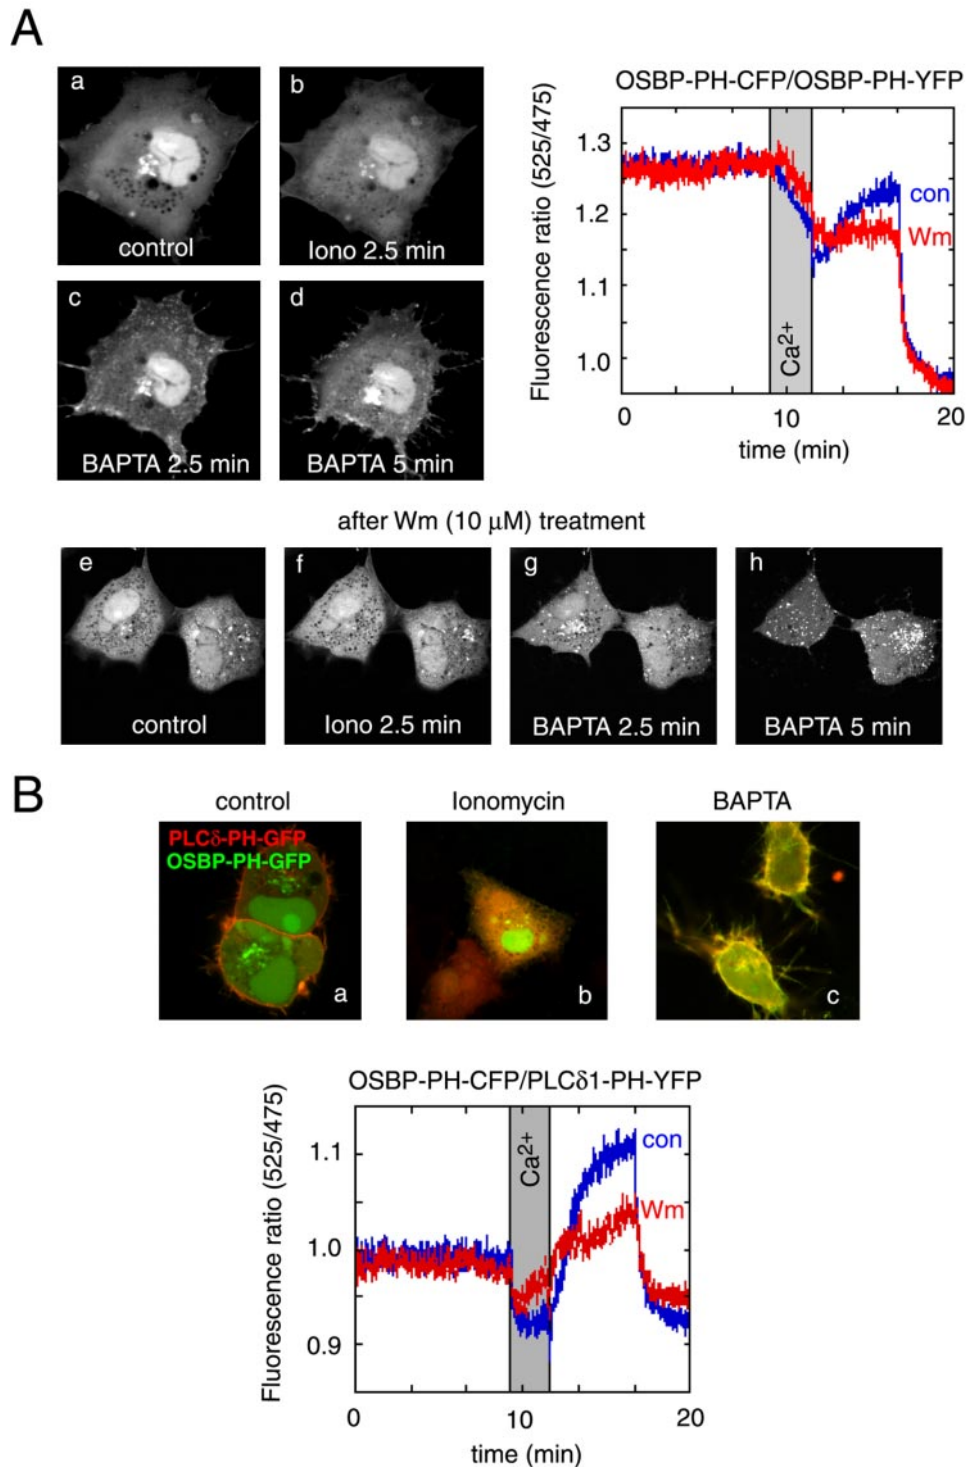 A
a
control
b
Iono 2.5 min
c
BAPTA 2.5 min
d
BAPTA 5 min
OSBP-PH-CFP/OSBP-PH-YFP
Fluorescence ratio (525/475)
1.3
1.2
1.1
1.0
Ca2+
con
Wm
0
10
20
time (min)
after Wm (10 μM) treatment
e
control
f
Iono 2.5 min
g
BAPTA 2.5 min
h
BAPTA 5 min
B
control
Ionomycin
BAPTA
PLCδ-PH-GFP
OSBP-PH-GFP
a
b
c
OSBP-PH-CFP/PLCδ1-PH-YFP
Fluorescence ratio (525/475)
1.1
1.0
0.9
Ca2+
con
Wm
0
10
20
time (min)